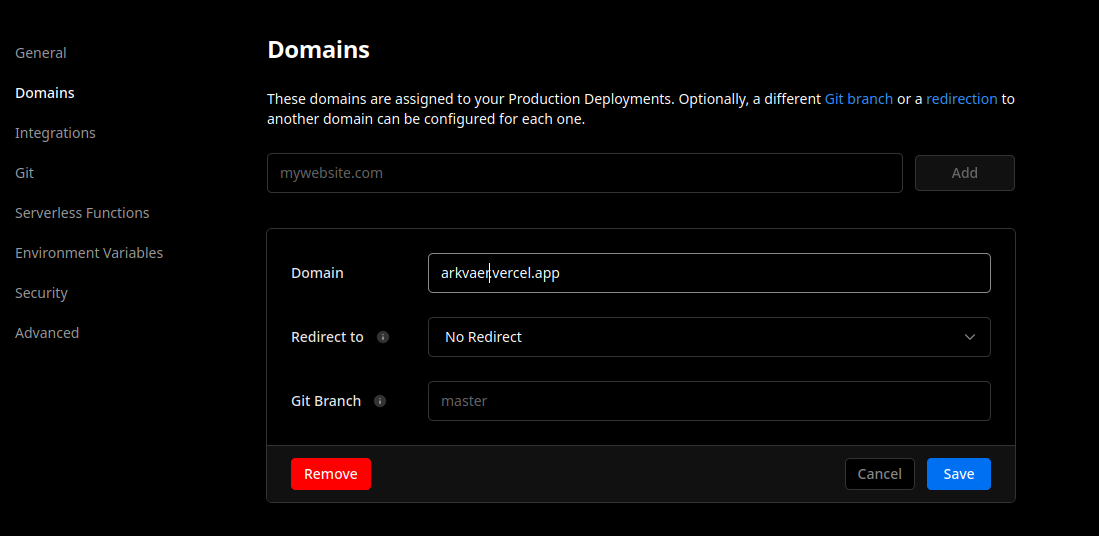 General
Domains
Integrations
Git
Serverless Functions
Environment Variables
Security
Advanced
Domains
These domains are assigned to your Production Deployments. Optionally, a different Git branch or a redirection to
another domain can be configured for each one.
mywebsite.com
Add
Domain
arkvaer.vercel.app
Redirect to
No Redirect
Git Branch
master
Remove
Cancel
Save